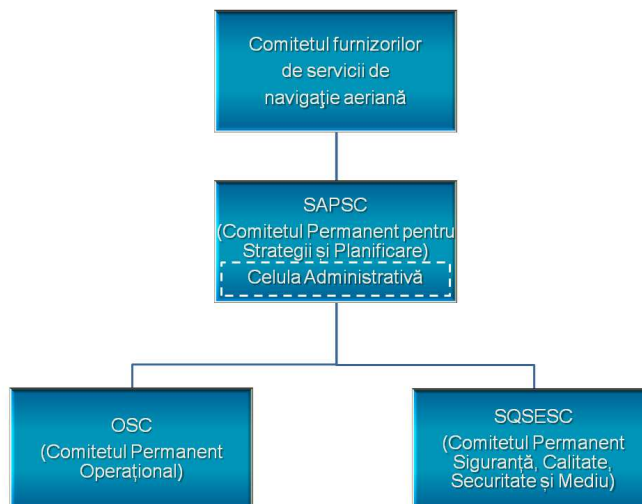 Comitetul furnizorilor
de servicii de
navigaţie aeriană
SAPSC
(Comitetul Permanent pentru
Strategii și Planificare)
Celula Administrativă
OSC
(Comitetul Permanent
Operațional)
SQSESC
(Comitetul Permanent
Siguranță, Calitate,
Securitate și Mediu)